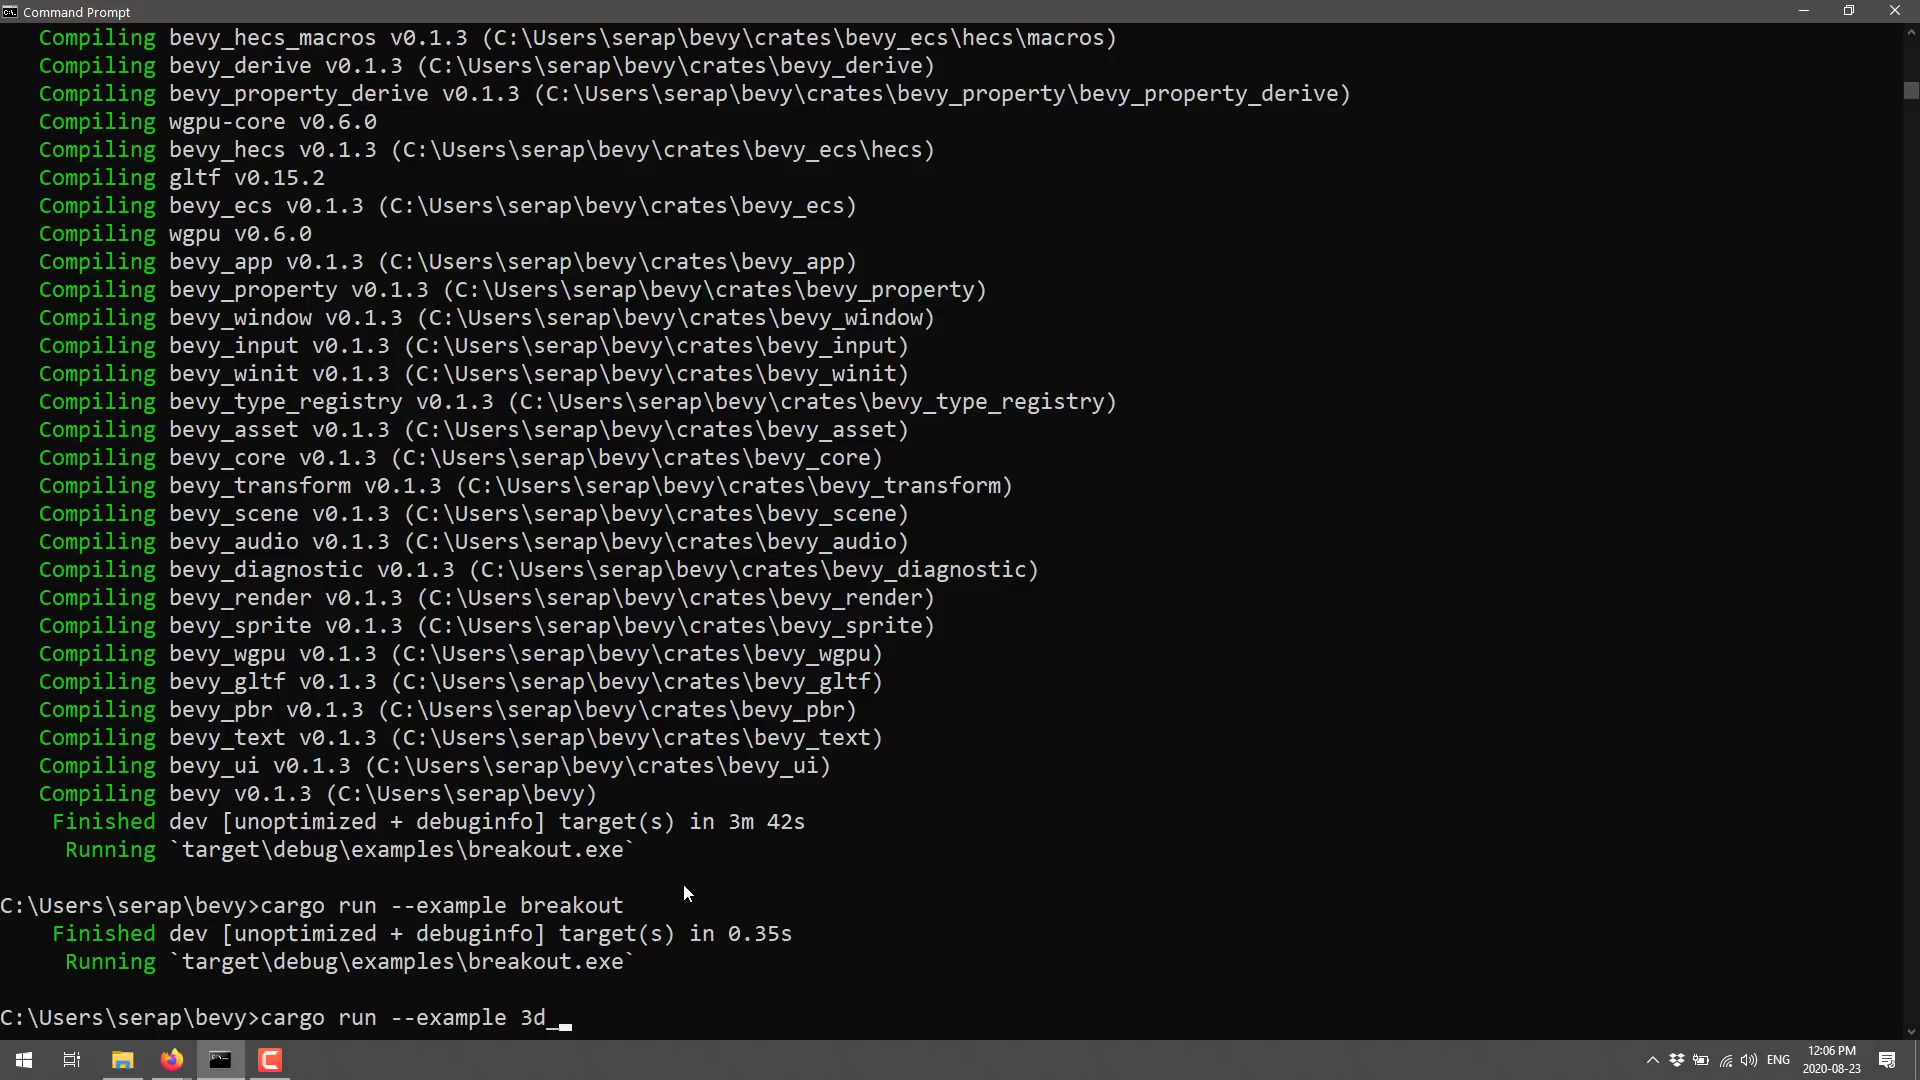 Command Prompt
Compiling bevy_hecs_macros v0.1.3 (C:\Users\serap\bevy\crates\bevy_ecs\hecs\macros)
Compiling bevy_derive v0.1.3 (C:\Users\serap\bevy\crates\bevy_derive)
Compiling bevy_property_derive v0.1.3 (C:\Users\serap\bevy\crates\bevy_property\bevy_property_derive)
Compiling wgpu-core v0.6.0
Compiling bevy_hecs v0.1.3 (C:\Users\serap\bevy\crates\bevy_ecs\hecs)
Compiling gltf v0.15.2
Compiling bevy_ecs v0.1.3 (C:\Users\serap\bevy\crates\bevy_ecs)
Compiling wgpu v0.6.0
Compiling bevy_app v0.1.3 (C:\Users\serap\bevy\crates\bevy_app)
Compiling bevy_property v0.1.3 (C:\Users\serap\bevy\crates\bevy_property)
Compiling bevy_window v0.1.3 (C:\Users\serap\bevy\crates\bevy_window)
Compiling bevy_input v0.1.3 (C:\Users\serap\bevy\crates\bevy_input)
Compiling bevy_winit v0.1.3 (C:\Users\serap\bevy\crates\bevy_winit)
Compiling bevy_type_registry v0.1.3 (C:\Users\serap\bevy\crates\bevy_type_registry)
Compiling bevy_asset v0.1.3 (C:\Users\serap\bevy\crates\bevy_asset)
Compiling bevy_core v0.1.3 (C:\Users\serap\bevy\crates\bevy_core)
Compiling bevy_transform v0.1.3 (C:\Users\serap\bevy\crates\bevy_transform)
Compiling bevy_scene v0.1.3 (C:\Users\serap\bevy\crates\bevy_scene)
Compiling bevy_audio v0.1.3 (C:\Users\serap\bevy\crates\bevy_audio)
Compiling bevy_diagnostic v0.1.3 (C:\Users\serap\bevy\crates\bevy_diagnostic)
Compiling bevy_render v0.1.3 (C:\Users\serap\bevy\crates\bevy_render)
Compiling bevy_sprite v0.1.3 (C:\Users\serap\bevy\crates\bevy_sprite)
Compiling bevy_wgpu v0.1.3 (C:\Users\serap\bevy\crates\bevy_wgpu)
Compiling bevy_gltf v0.1.3 (C:\Users\serap\bevy\crates\bevy_gltf)
Compiling bevy_pbr v0.1.3 (C:\Users\serap\bevy\crates\bevy_pbr)
Compiling bevy_text v0.1.3 (C:\Users\serap\bevy\crates\bevy_text)
Compiling bevy_ui v0.1.3 (C:\Users\serap\bevy\crates\bevy_ui)
Compiling bevy v0.1.3 (C:\Users\serap\bevy)
Finished dev [unoptimized + debuginfo] target(s) in 3m 42s
Running `target\debug\examples\breakout.exe`
C:\Users\serap\bevy>cargo run --example breakout
Finished dev [unoptimized + debuginfo] target(s) in 0.35s
Running `target\debug\examples\breakout.exe`
C:\Users\serap\bevy>cargo run --example 3d_
ENG
12:06 PM
2020-08-23